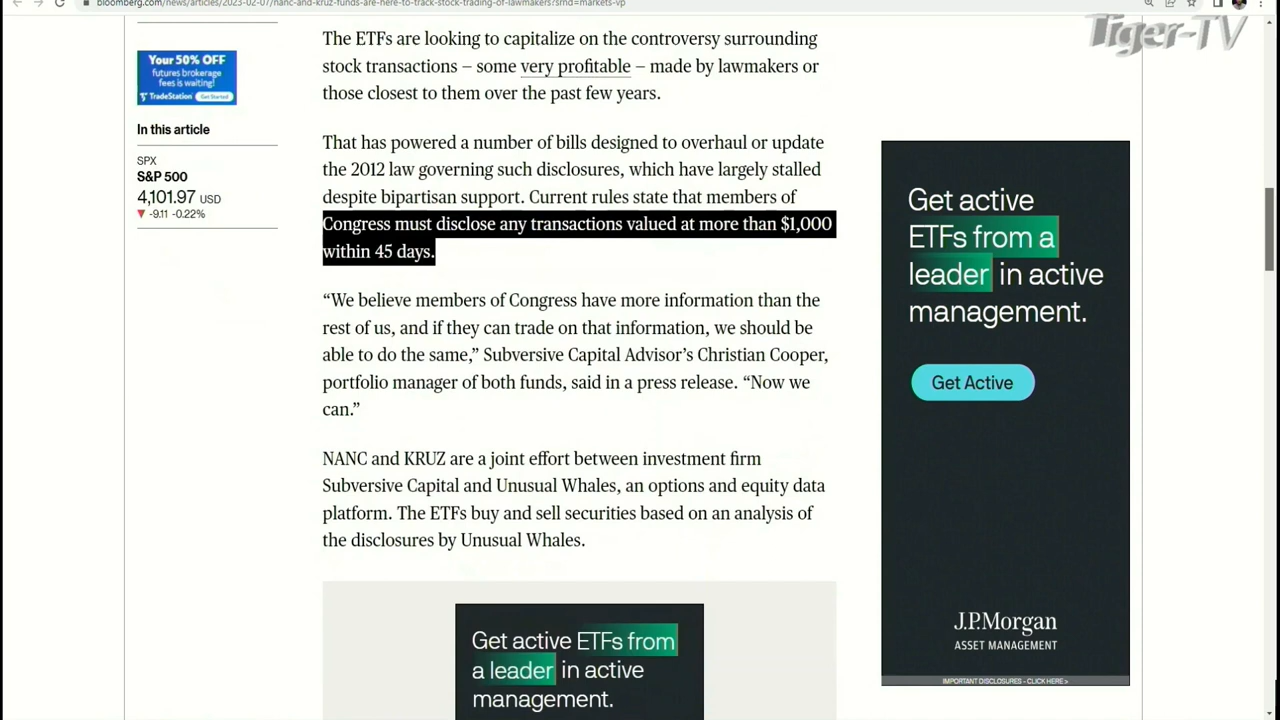 bloomberg.com/news/articles/2023-02-07/nanc-and-kruz-funds-are-here-to-track-stock-trading-of-lawmakers?srnd=markets-vp
Tiger-TV
The ETFs are looking to capitalize on the controversy surrounding
stock transactions – some very profitable – made by lawmakers or
those closest to them over the past few years.
Your 50% OFF
futures brokerage
fees is waiting!
TradeStation Get Started
In this article
SPX
S&P 500
4,101.97 USD
▼ -9.11 -0.22%
That has powered a number of bills designed to overhaul or update
the 2012 law governing such disclosures, which have largely stalled
despite bipartisan support. Current rules state that members of
Congress must disclose any transactions valued at more than $1,000
within 45 days.
“We believe members of Congress have more information than the
rest of us, and if they can trade on that information, we should be
able to do the same,” Subversive Capital Advisor’s Christian Cooper,
portfolio manager of both funds, said in a press release. “Now we
can.”
NANC and KRUZ are a joint effort between investment firm
Subversive Capital and Unusual Whales, an options and equity data
platform. The ETFs buy and sell securities based on an analysis of
the disclosures by Unusual Whales.
Get active ETFs from
a leader in active
management.
Get active
ETFs from a
leader in active
management.
Get Active
J.P.Morgan
ASSET MANAGEMENT
IMPORTANT DISCLOSURES - CLICK HERE >